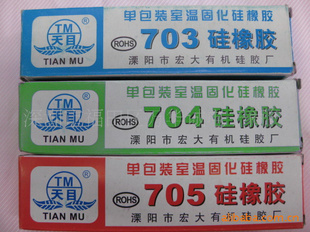 TM
天目
TIAN MU
单包装室温固化硅橡胶
ROHS
703 硅橡胶
溧阳市宏大有机硅胶厂
TM
天目
TIAN MU
单包装室温固化硅橡胶
ROHS
704 硅橡胶
溧阳市宏大有机硅胶厂
TM
天目
TIAN MU
单包装室温固化硅橡胶
ROHS
705 硅橡胶
溧阳市宏大有机硅胶厂